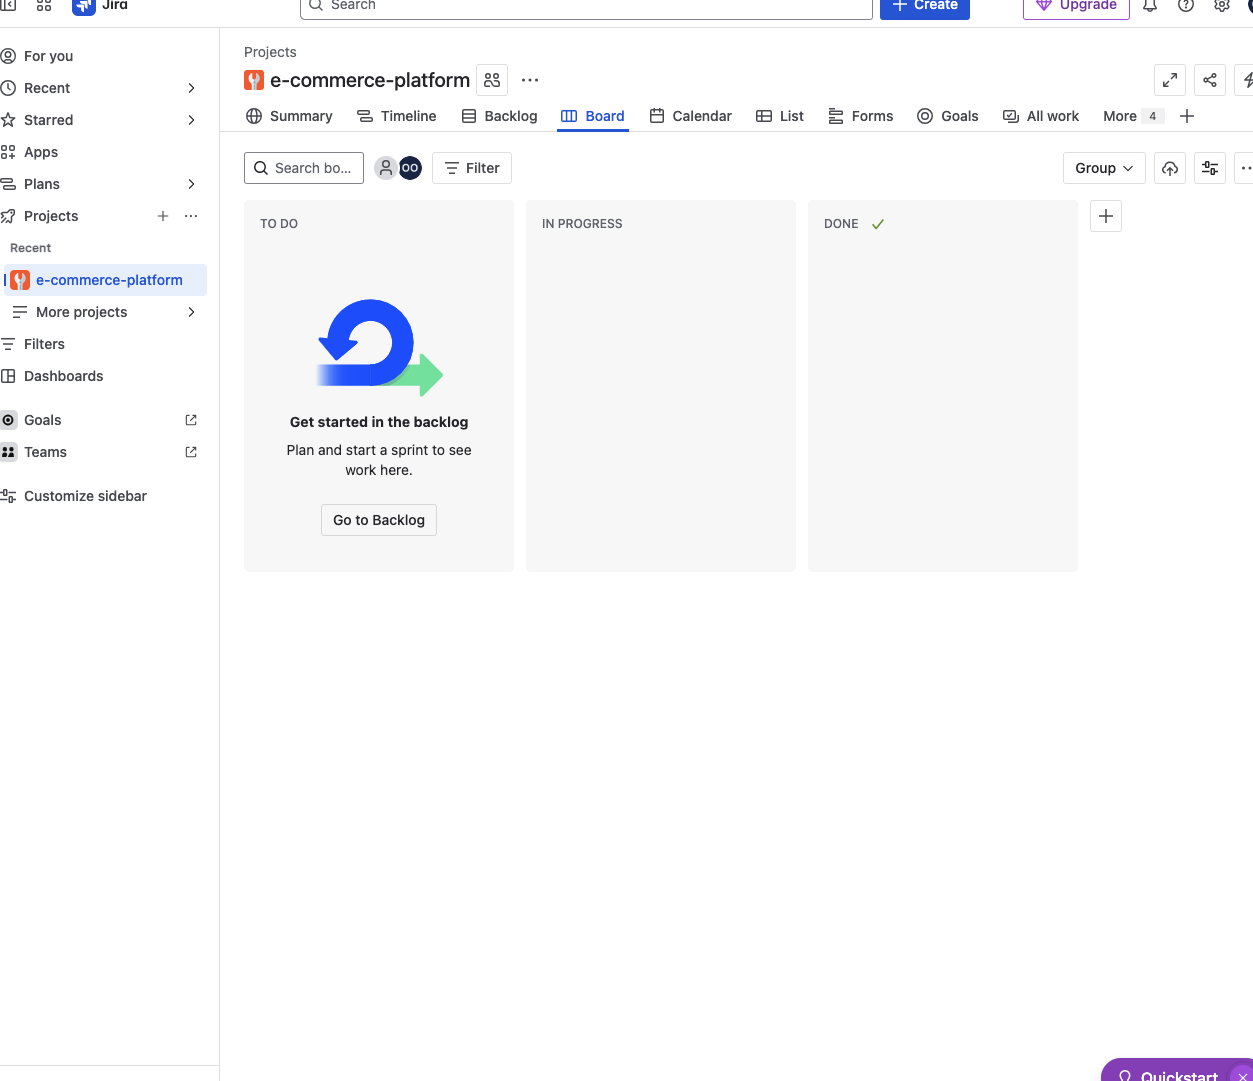 Jira
Search
Create
Upgrade
For you
Recent
Starred
Apps
Plans
Projects
Recent
e-commerce-platform
More projects
Filters
Dashboards
Goals
Teams
Customize sidebar
Projects
e-commerce-platform
Summary Timeline Backlog Board Calendar List Forms Goals All work More 4
Search bo... OO Filter Group
TO DO
Get started in the backlog
Plan and start a sprint to see
work here.
Go to Backlog
IN PROGRESS
DONE
Quickstart